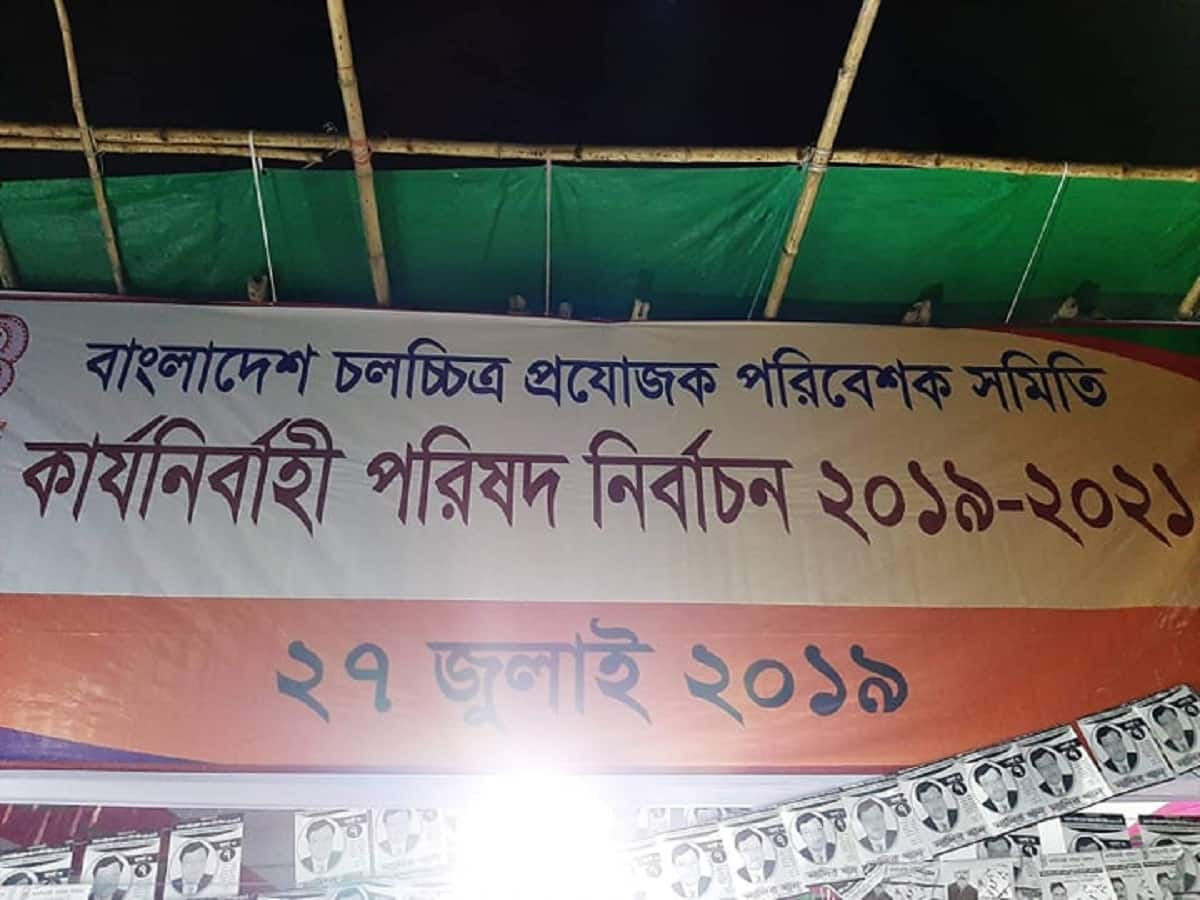 বাংলাদেশ চলচ্চিত্র প্রযোজক পরিবেশক সমিতি
কার্যনির্বাহী পরিষদ নির্বাচন ২০১৯-২০২১
২৭ জুলাই ২০১৯